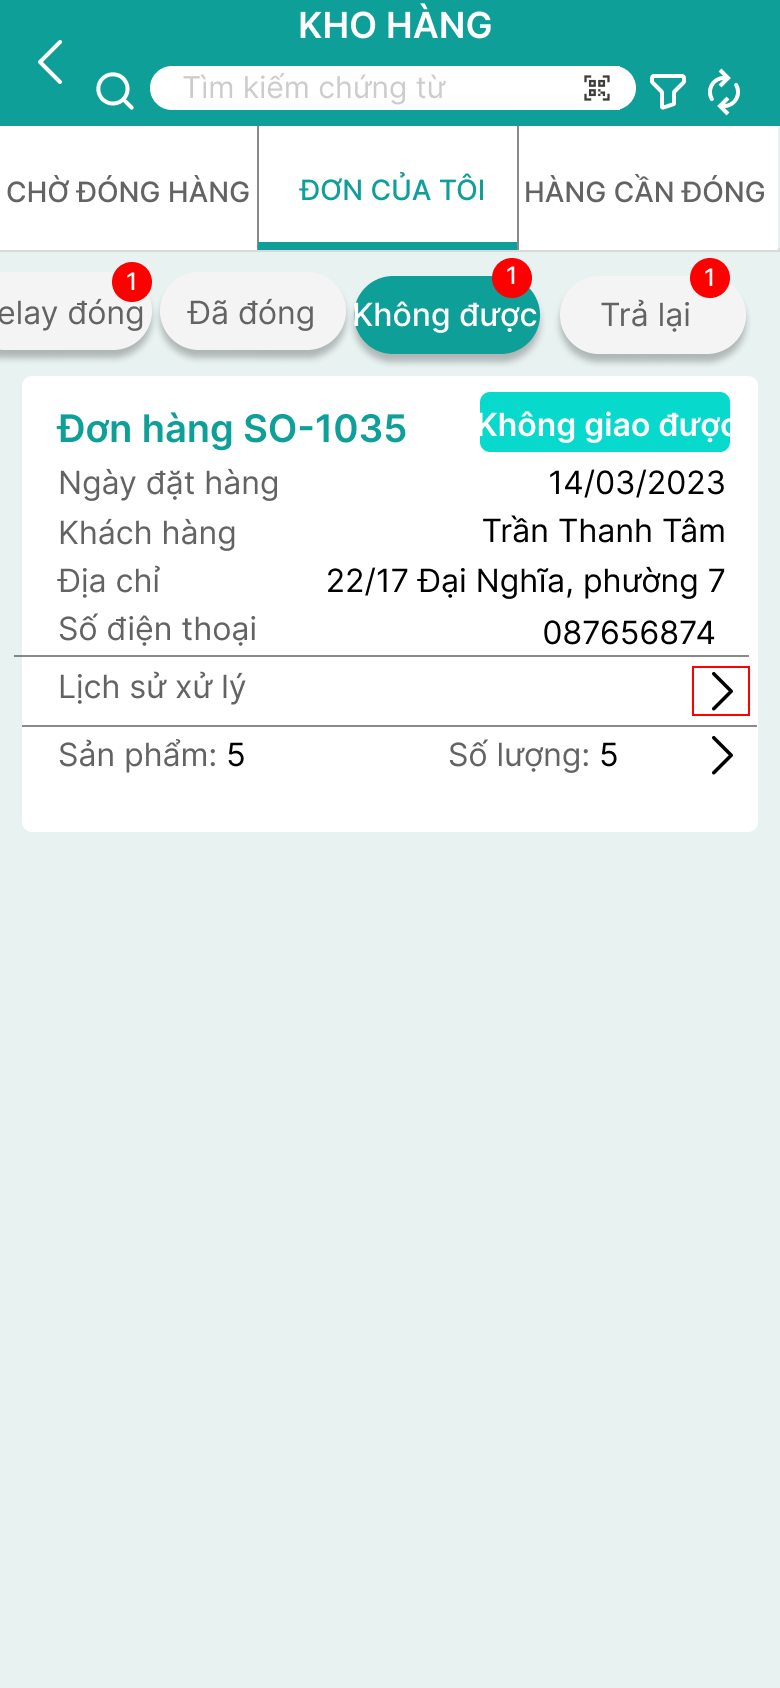 KHO HÀNG
Tìm kiếm chứng từ
CHỜ ĐÓNG HÀNG ĐƠN CỦA TÔI HÀNG CẦN ĐÓNG
1 1 1
elay đóng Đã đóng Không được Trả lại
Đơn hàng SO-1035 Không giao được
Ngày đặt hàng 14/03/2023
Khách hàng Trần Thanh Tâm
Địa chỉ 22/17 Đại Nghĩa, phường 7
Số điện thoại 087656874
Lịch sử xử lý
Sản phẩm: 5 Số lượng: 5